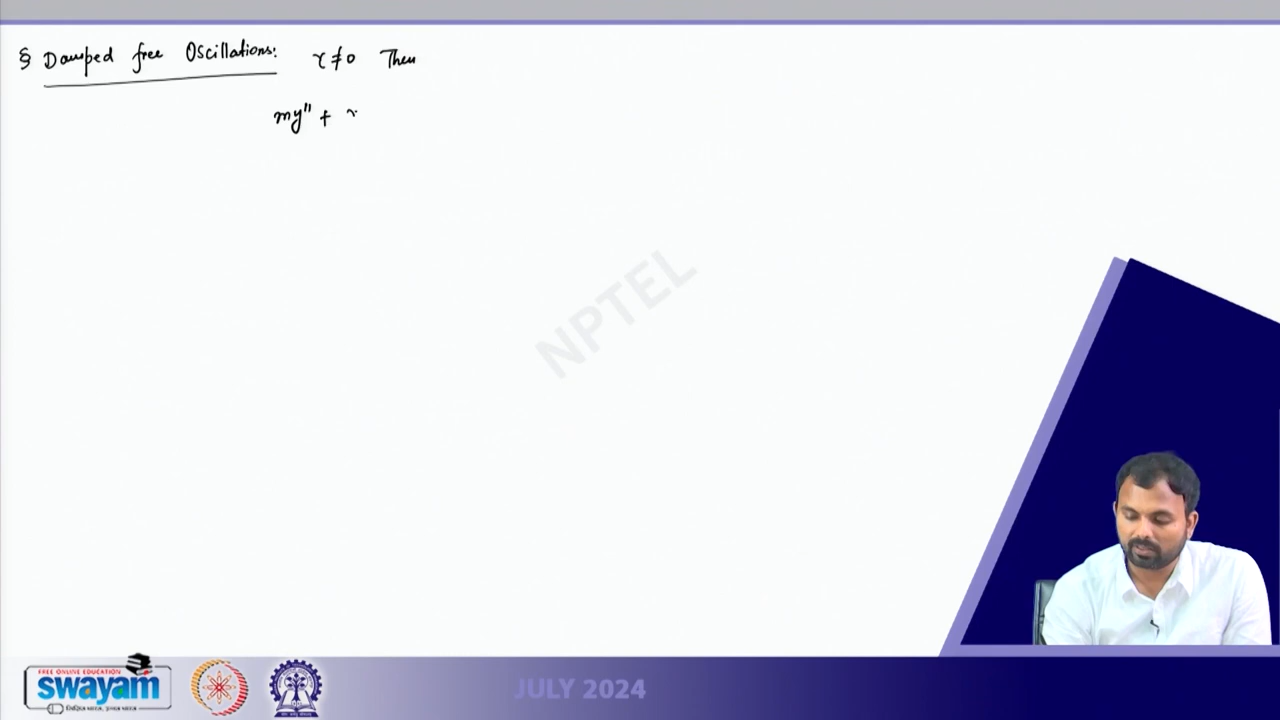 § Damped free Oscillations: γ ≠ 0 Then
my'' +
NPTEL
FREE ONLINE EDUCATION
swayam
JULY 2024